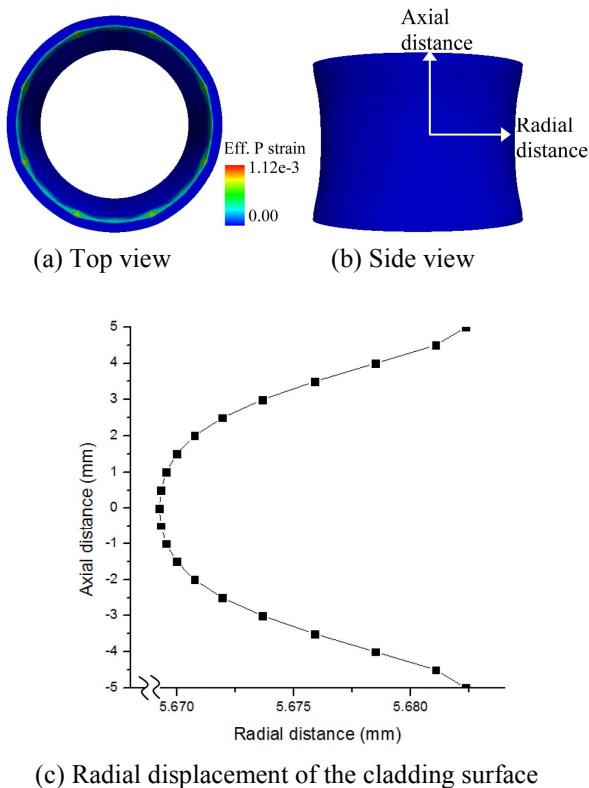 Axial
distance
Radial
distance
Eff. P strain
1.12e-3
0.00
(a) Top view
(b) Side view
5
4
3
2
1
0
-1
-2
-3
-4
-5
Axial distance (mm)
5.670
5.675
5.680
Radial distance (mm)
(c) Radial displacement of the cladding surface